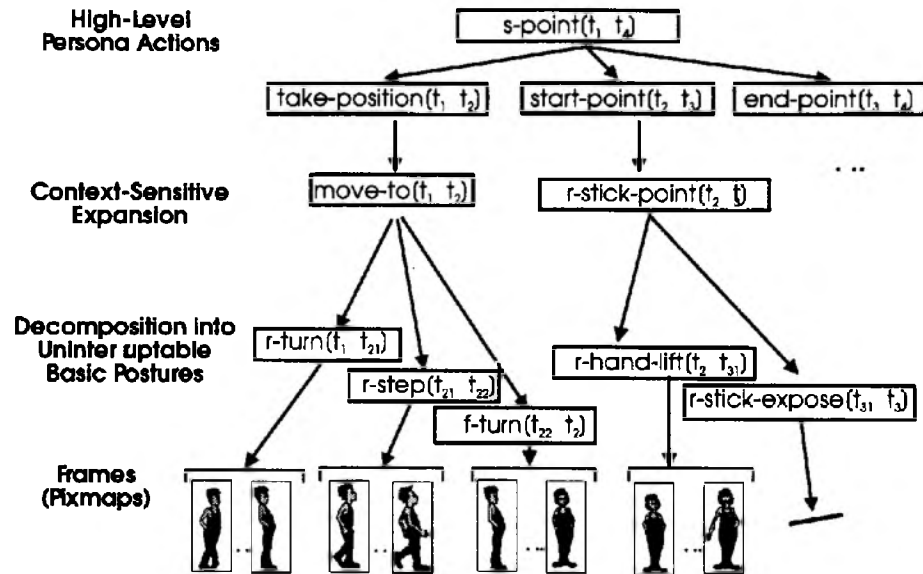 High-Level
Persona Actions
s-point(t₁ t₄)
take-position(t₁ t₂)
start-point(t₂ t₃)
end-point(t₃ t₄)
. . .
Context-Sensitive
Expansion
move-to(t₁ t₂)
r-stick-point(t₂ t)
Decomposition into
Uninter uptable
Basic Postures
r-turn(t₁ t₂₁)
r-step(t₂₁ t₂₂)
f-turn(t₂₂ t₂)
r-hand-lift(t₂ t₃₁)
r-stick-expose(t₃₁ t₃)
Frames
(Pixmaps)